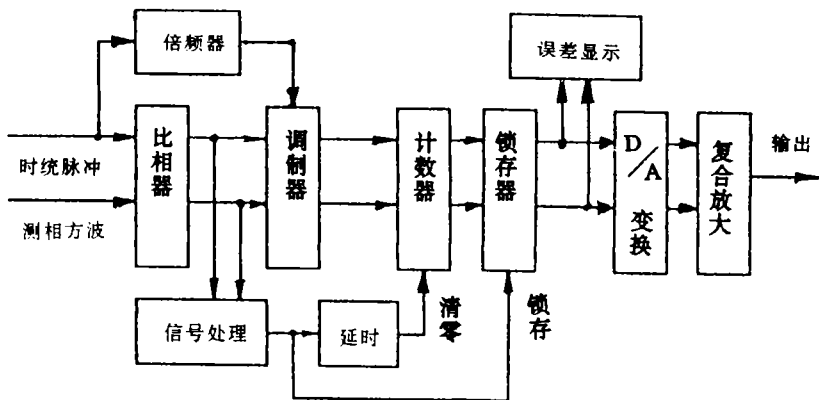 倍频器
误差显示
比相器
调制器
计数器
锁存器
D/A
变换
复合放大
时统脉冲
测相方波
输出
信号处理
延时
清零
锁存